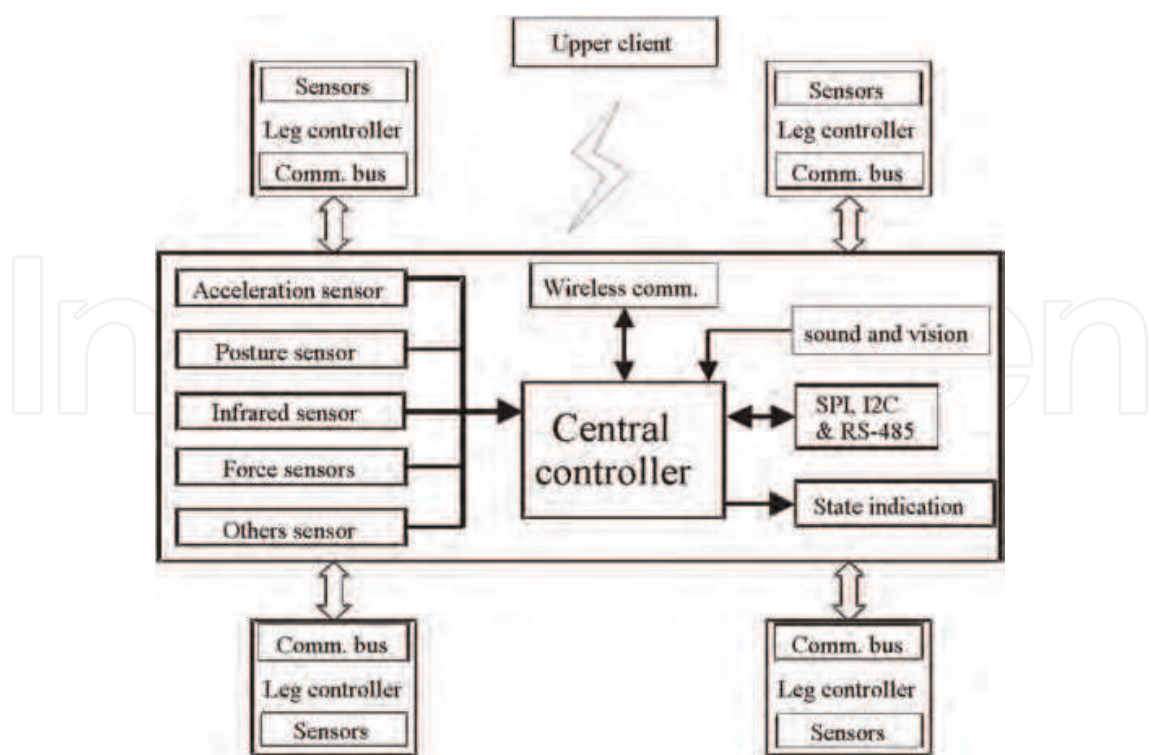 Upper client
Sensors
Leg controller
Comm. bus
Sensors
Leg controller
Comm. bus
Acceleration sensor
Posture sensor
Infrared sensor
Force sensors
Others sensor
Wireless comm.
sound and vision
Central
controller
SPI, I2C
& RS-485
State indication
Comm. bus
Leg controller
Sensors
Comm. bus
Leg controller
Sensors